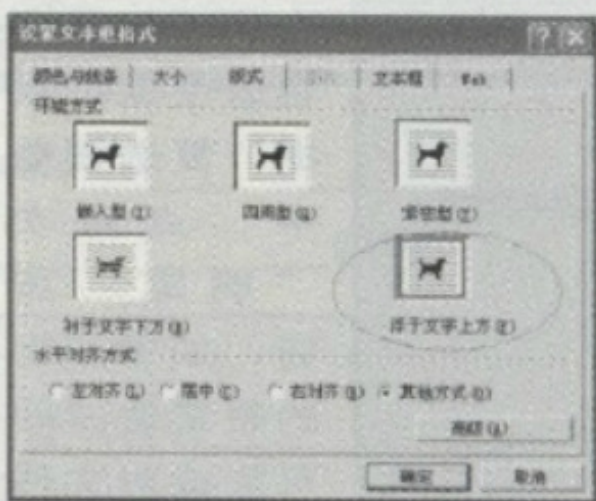 设置文本框格式
颜色与线条 大小 版式 图片 文本框 Web
环绕方式
嵌入型(I) 四周型(Q) 紧密型(T)
衬于文字下方(B) 浮于文字上方(F)
水平对齐方式
左对齐(L) 居中(C) 右对齐(R) 其他方式(O)
高级(A)
确定 取消